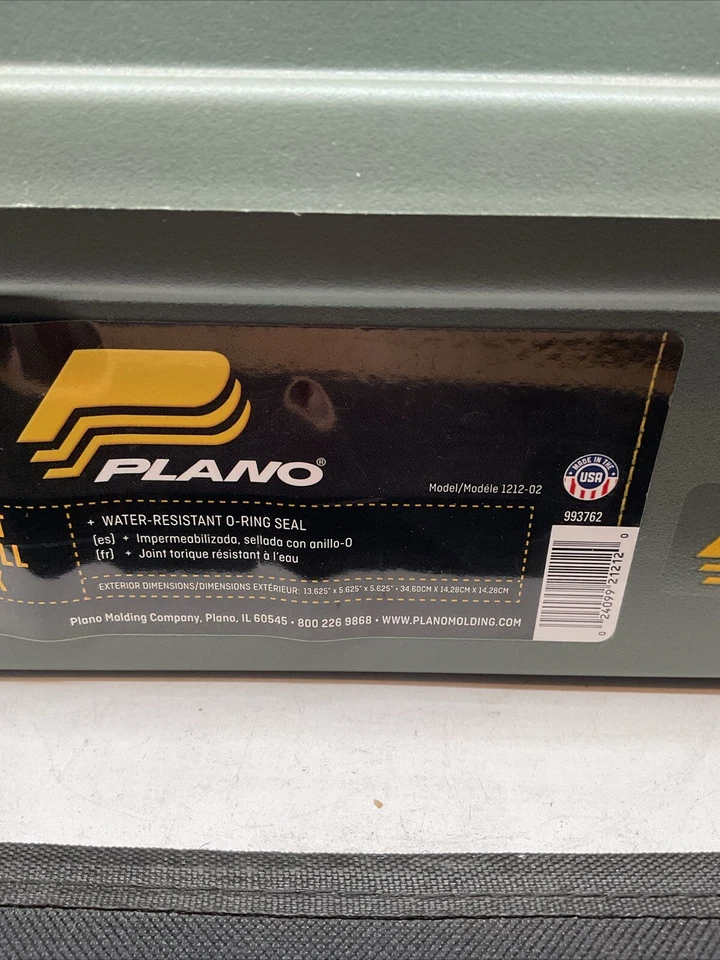 PLANO®
Model/Modéle 1212-02
MADE IN THE
USA
993762
+ WATER-RESISTANT O-RING SEAL
[es] + Impermeabilizada, sellada con anillo-O
[fr] + Joint torique résistant à l'eau
EXTERIOR DIMENSIONS/DIMENSIONS EXTÉRIEUR: 13.625" x 5.625" x 5.625" • 34,60CM X 14,28CM X 14,28CM
Plano Molding Company, Plano, IL 60545 • 800 226 9868 • WWW.PLANOMOLDING.COM
0 24099 21212 0